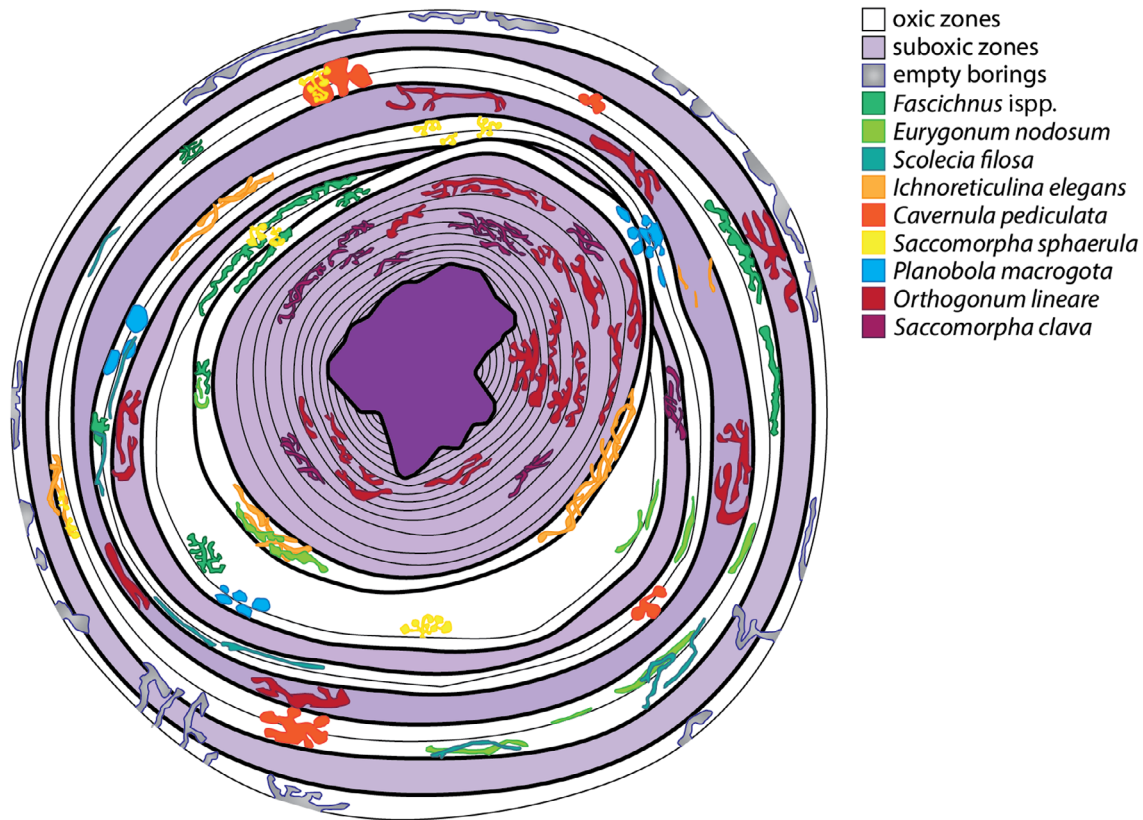 oxic zones
suboxic zones
empty borings
Fascichnus ispp.
Eurygonum nodosum
Scolecia filosa
Ichnoreticulina elegans
Cavernula pediculata
Saccomorpha sphaerula
Planobola macrogota
Orthogonum lineare
Saccomorpha clava